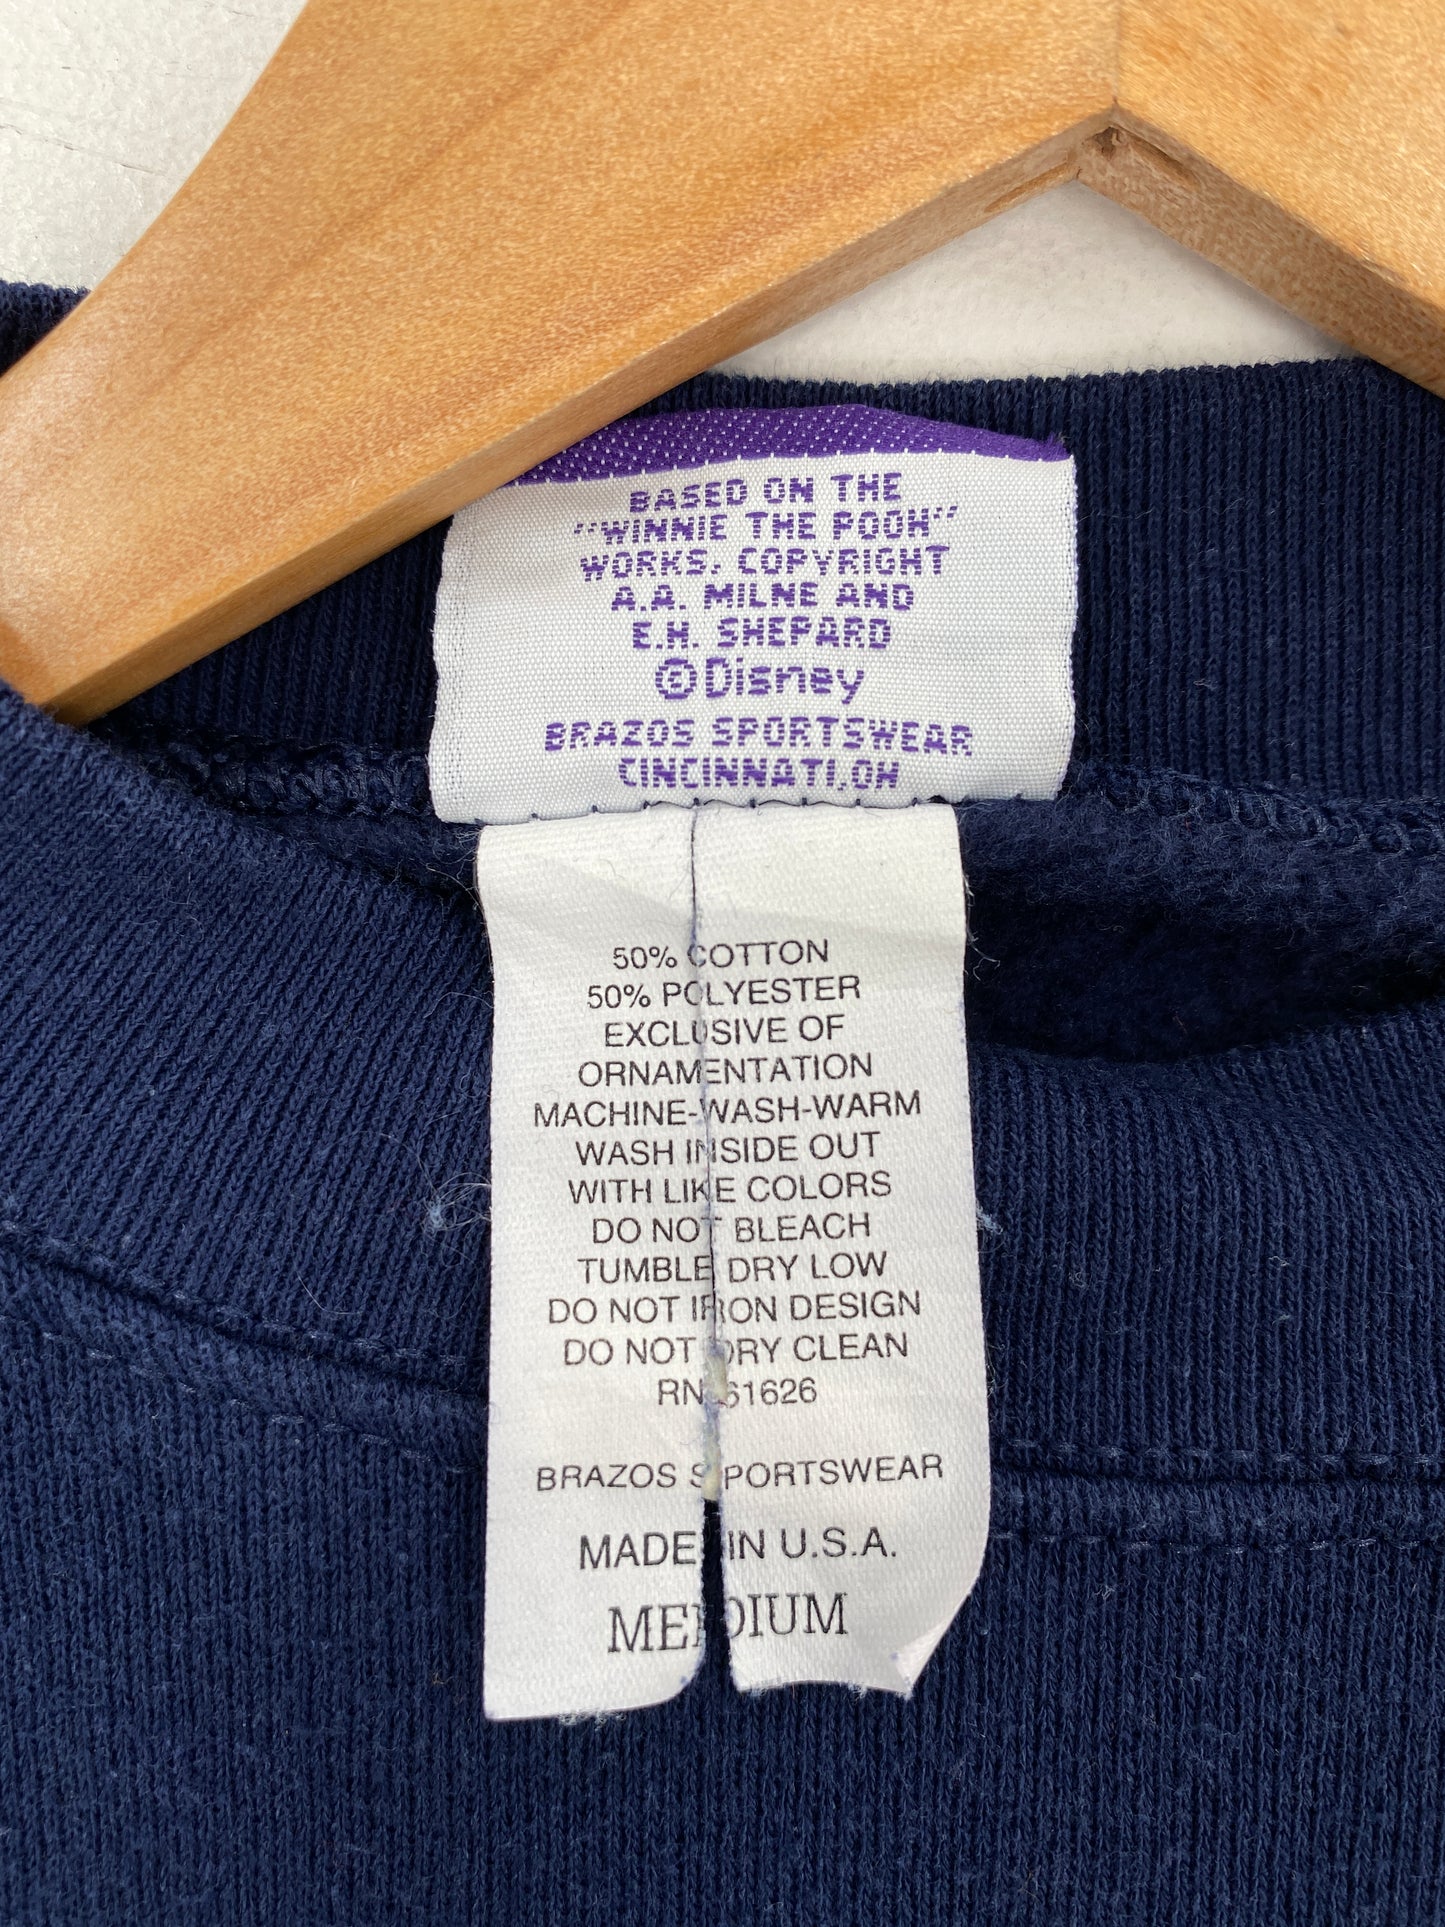 BASED ON THE
"WINNIE THE POOH"
WORKS, COPYRIGHT
A.A. MILNE AND
E.H. SHEPARD
©Disney
BRAZOS SPORTSWEAR
CINCINNATI,OH
50% COTTON
50% POLYESTER
EXCLUSIVE OF
ORNAMENTATION
MACHINE-WASH-WARM
WASH INSIDE OUT
WITH LIKE COLORS
DO NOT BLEACH
TUMBLE DRY LOW
DO NOT IRON DESIGN
DO NOT DRY CLEAN
RN 61626
BRAZOS SPORTSWEAR
MADE IN U.S.A.
MEDIUM